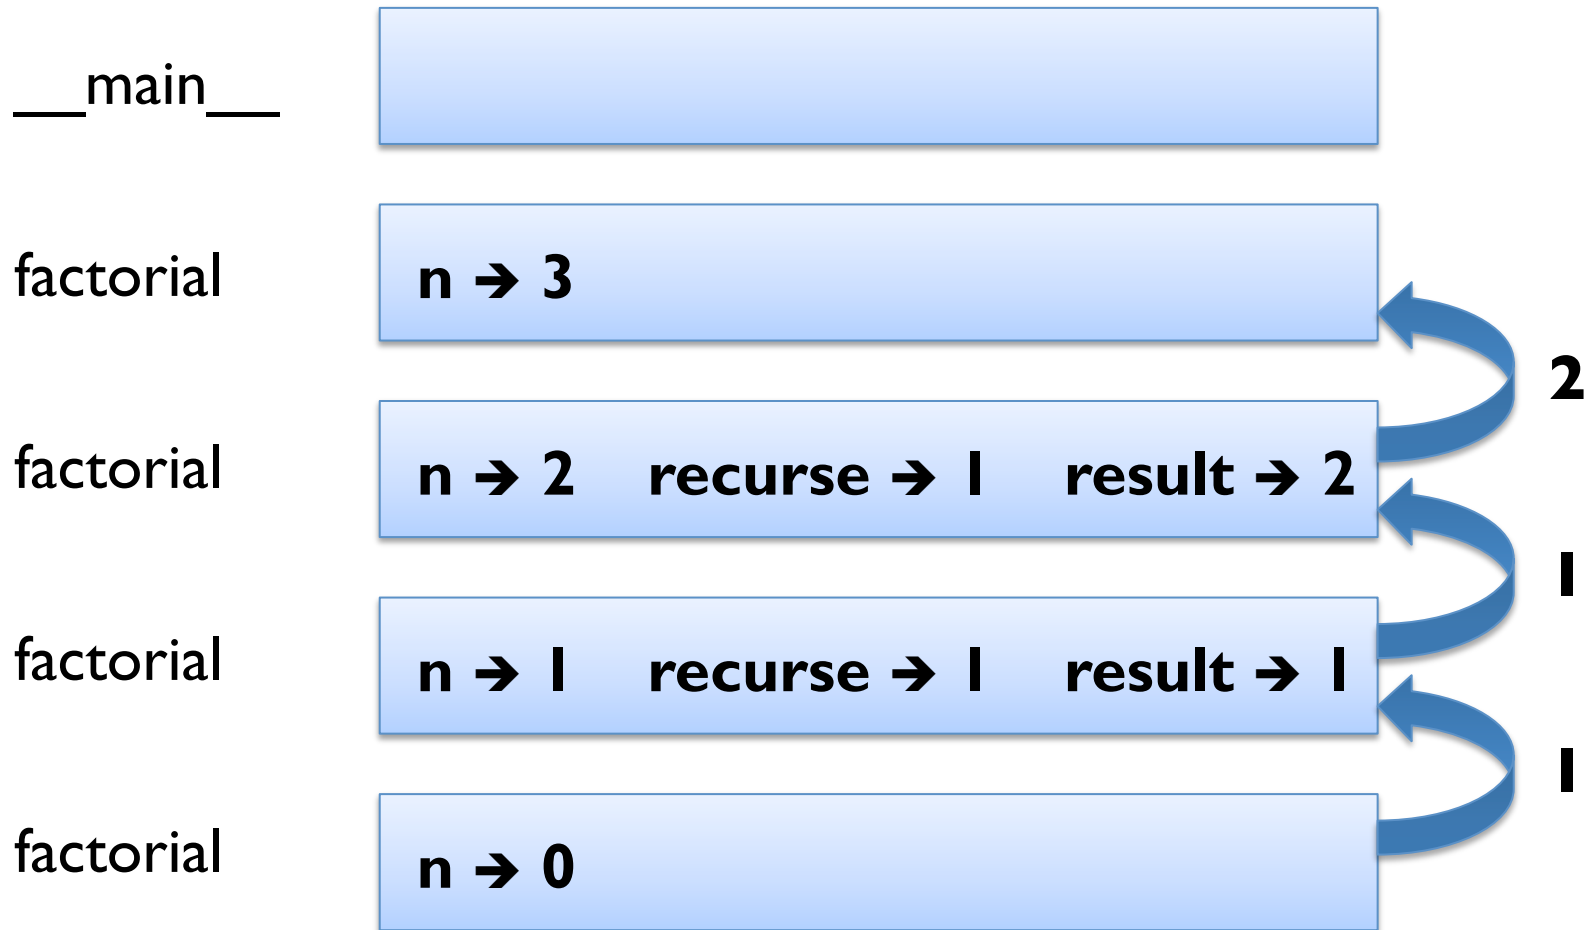 __main__
factorial
n ➔ 3
2
factorial
n ➔ 2 recurse ➔ 1 result ➔ 2
1
factorial
n ➔ 1 recurse ➔ 1 result ➔ 1
1
factorial
n ➔ 0